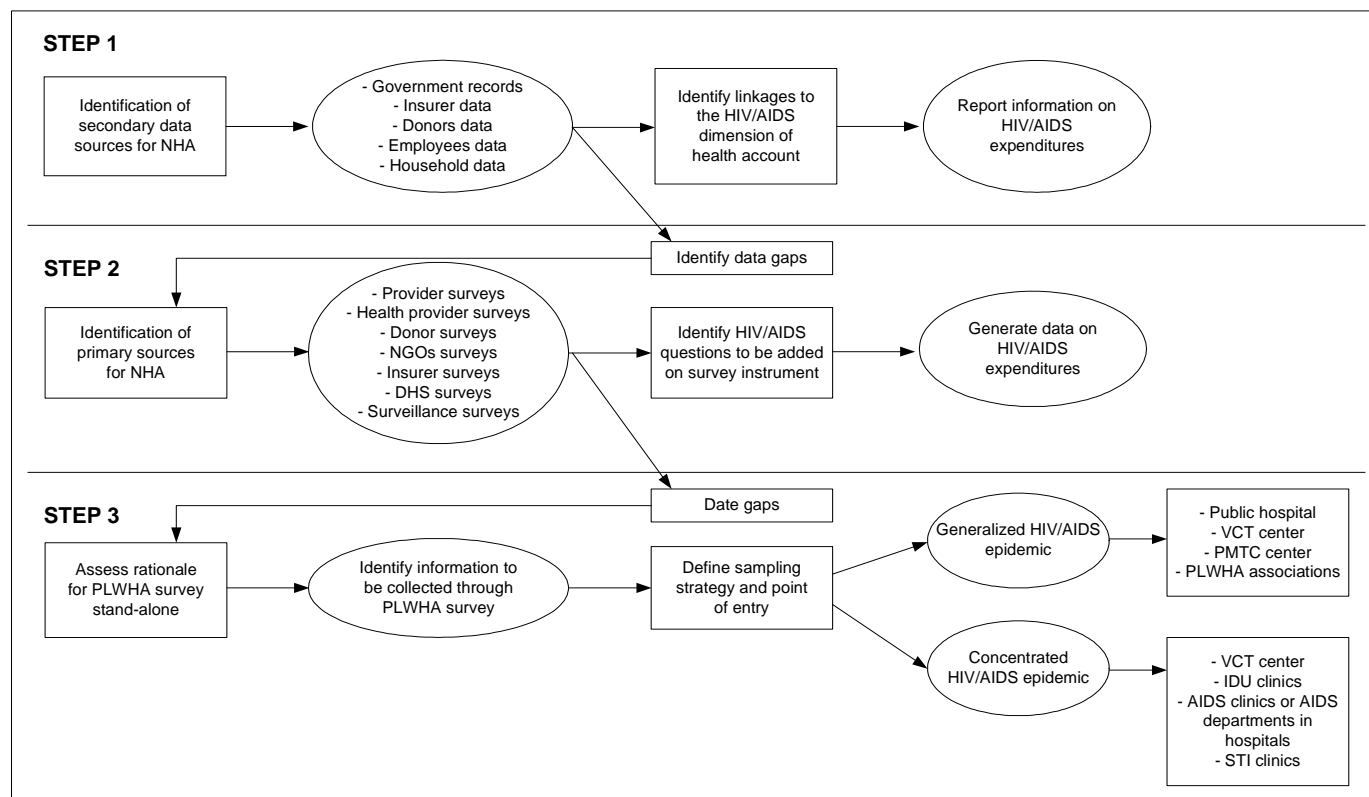 STEP 1
Identification of
secondary data
sources for NHA
- Government records
- Insurer data
- Donors data
- Employees data
- Household data
Identify linkages to
the HIV/AIDS
dimension of
health account
Report information on
HIV/AIDS
expenditures
STEP 2
Identify data gaps
Identification of
primary sources
for NHA
- Provider surveys
- Health provider surveys
- Donor surveys
- NGOs surveys
- Insurer surveys
- DHS surveys
- Surveillance surveys
Identify HIV/AIDS
questions to be added
on survey instrument
Generate data on
HIV/AIDS
expenditures
STEP 3
Date gaps
Assess rationale
for PLWHA survey
stand-alone
Identify information to
be collected through
PLWHA survey
Define sampling
strategy and point
of entry
Generalized HIV/AIDS
epidemic
- Public hospital
- VCT center
- PMTC center
- PLWHA associations
Concentrated
HIV/AIDS epidemic
- VCT center
- IDU clinics
- AIDS clinics or AIDS
departments in
hospitals
- STI clinics